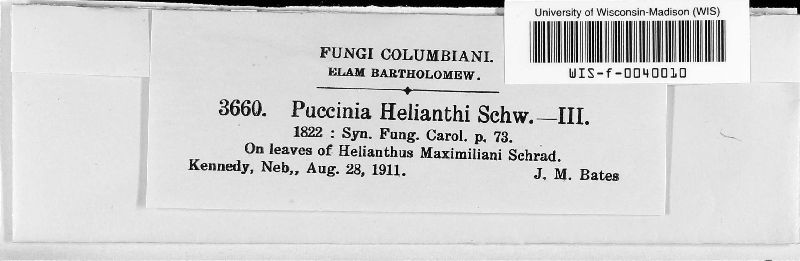 University of Wisconsin-Madison (WIS)
WIS-f-0040010
FUNGI COLUMBIANI.
ELAM BARTHOLOMEW.
3660. Puccinia Helianthi Schw.—III.
1822 : Syn. Fung. Carol. p. 73.
On leaves of Helianthus Maximiliani Schrad.
Kennedy, Neb,, Aug. 28, 1911. J. M. Bates